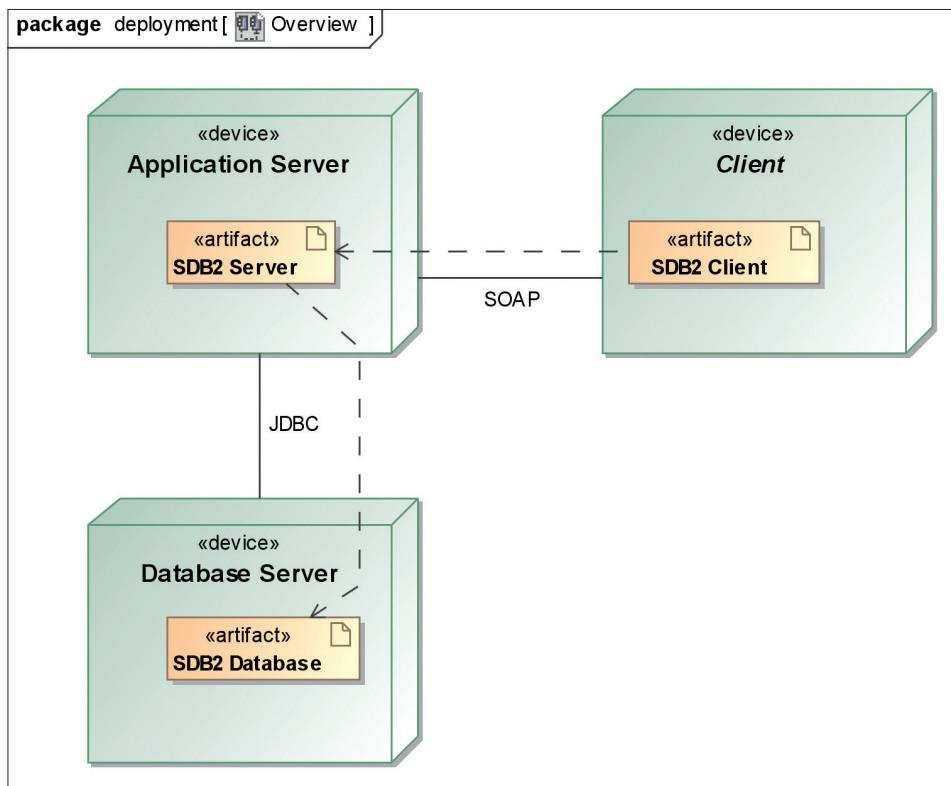 package deployment [ Overview ]
«device»
Application Server
«artifact»
SDB2 Server
«device»
Client
«artifact»
SDB2 Client
SOAP
JDBC
«device»
Database Server
«artifact»
SDB2 Database